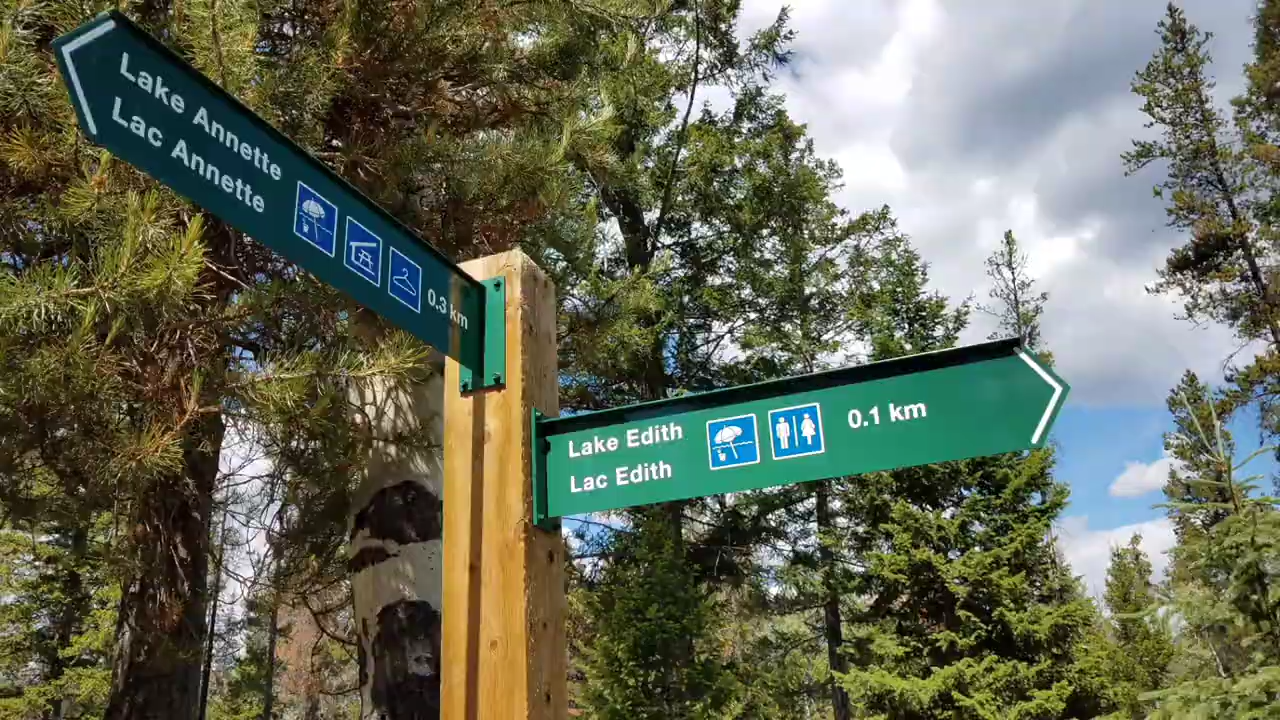 Lake Annette
Lac Annette
0.3 km
Lake Edith
Lac Edith
0.1 km